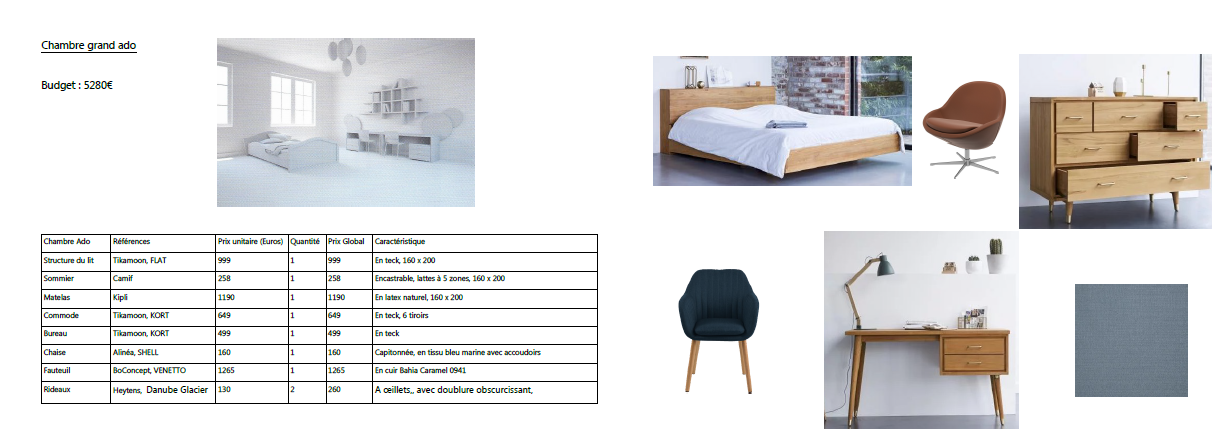 Chambre grand ado
Budget : 5280€
Chambre Ado Références Prix unitaire (Euros) Quantité Prix Global Caractéristique
Structure du lit Tikamoon, FLAT 999 1 999 En teck, 160 x 200
Sommier Camif 258 1 258 Encastrable, lattes à 5 zones, 160 x 200
Matelas Kipli 1190 1 1190 En latex naturel, 160 x 200
Commode Tikamoon, KORT 649 1 649 En teck, 6 tiroirs
Bureau Tikamoon, KORT 499 1 499 En teck
Chaise Alinéa, SHELL 160 1 160 Capitonnée, en tissu bleu marine avec accoudoirs
Fauteuil BoConcept, VENETTO 1265 1 1265 En cuir Bahia Caramel 0941
Rideaux Heytens, Danube Glacier 130 2 260 A œillets,, avec doublure obscurcissant,